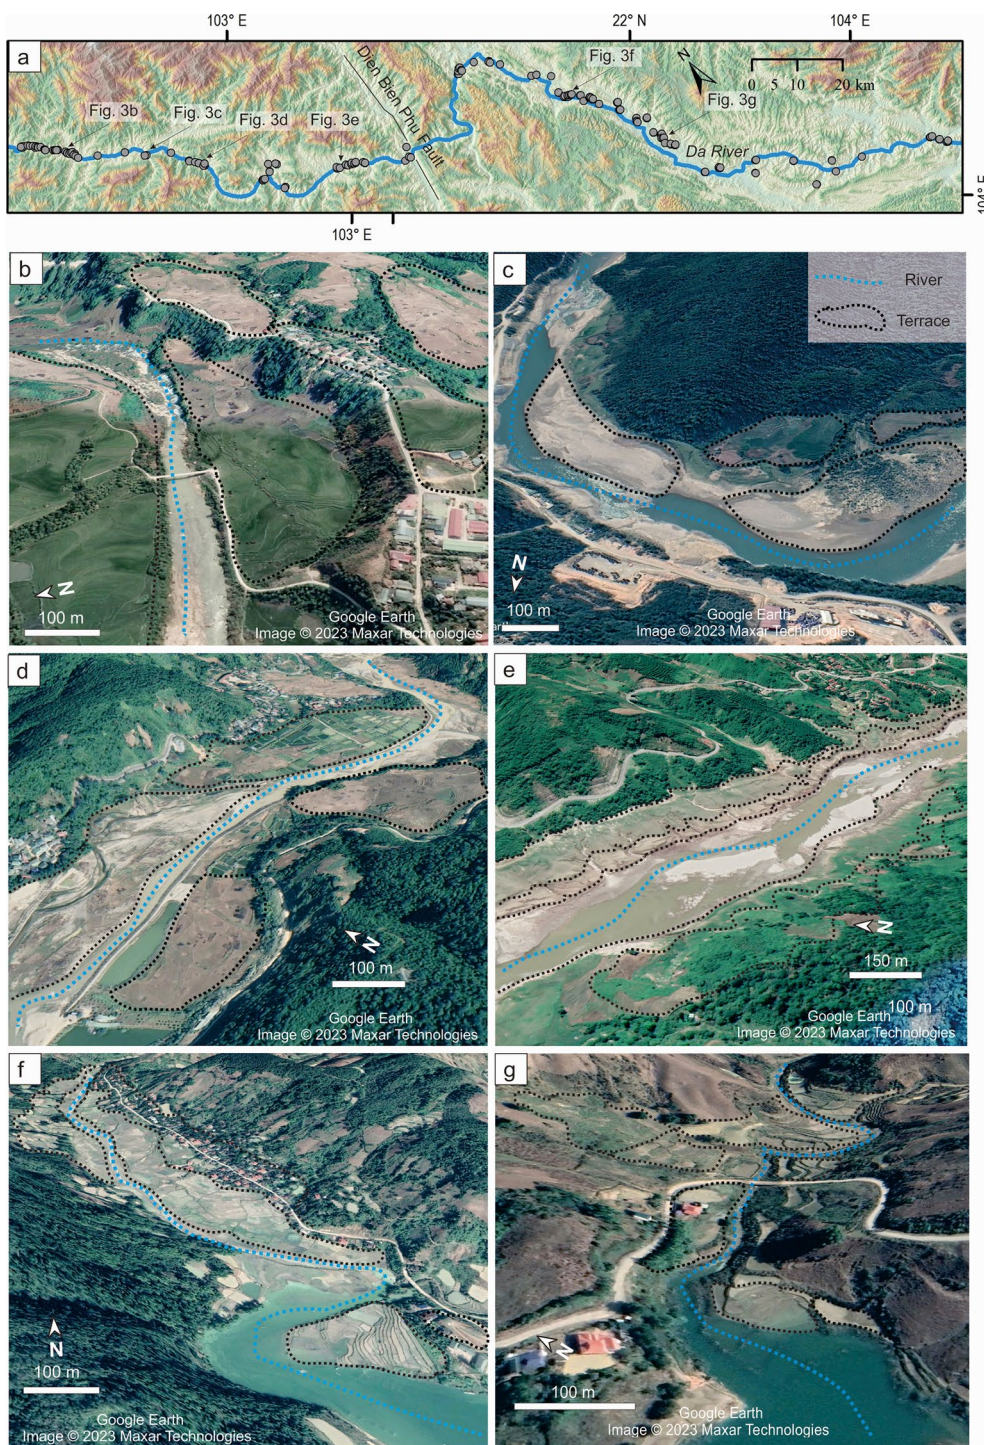 103° E
22° N
104° E
a
Dien Bien Phu Fault
Fig. 3f
N
0 5 10 20 km
Fig. 3g
Fig. 3b
Fig. 3c
Fig. 3d
Fig. 3e
Da River
104° E
103° E
b
N
100 m
Google Earth
Image © 2023 Maxar Technologies
c
River
Terrace
N
100 m
Google Earth
Image © 2023 Maxar Technologies
d
N
100 m
Google Earth
Image © 2023 Maxar Technologies
e
N
150 m
100 m
Google Earth
Image © 2023 Maxar Technologies
f
N
100 m
Google Earth
Image © 2023 Maxar Technologies
g
N
100 m
Google Earth
Image © 2023 Maxar Technologies